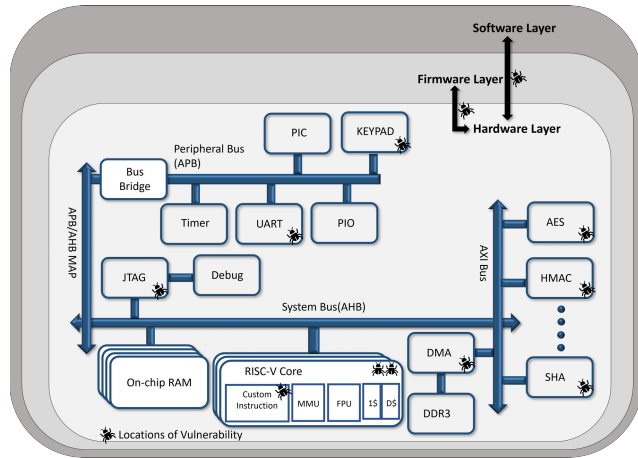 Software Layer
Firmware Layer
Hardware Layer
Peripheral Bus
(APB)
PIC
KEYPAD
Bus
Bridge
Timer
UART
PIO
APB/AHB MAP
JTAG
Debug
System Bus(AHB)
AXI Bus
AES
HMAC
SHA
On-chip RAM
RISC-V Core
Custom
Instruction
MMU
FPU
1$
D$
DMA
DDR3
Locations of Vulnerability